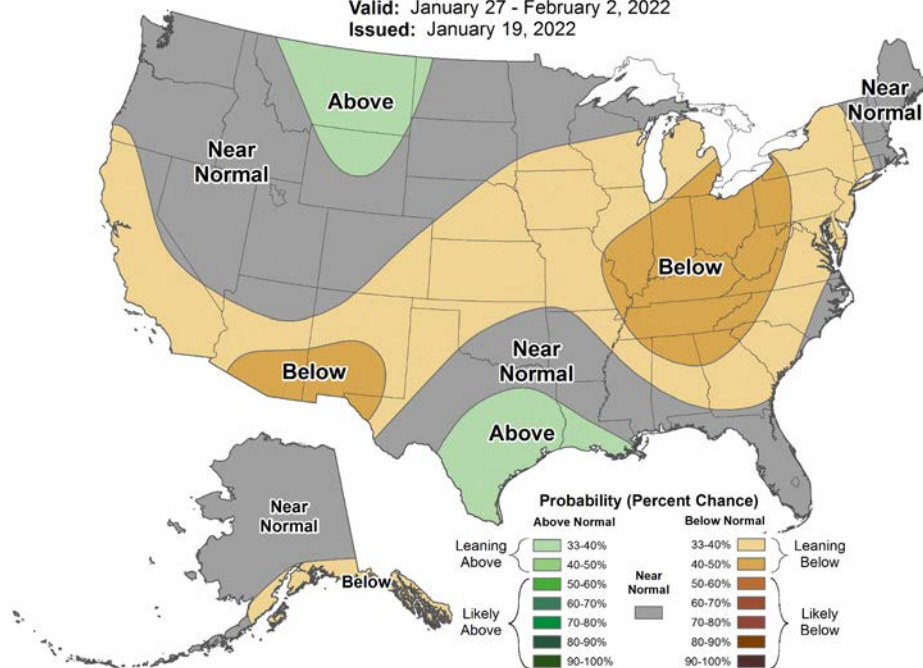 Valid: January 27 - February 2, 2022
Issued: January 19, 2022
Above
Near
Normal
Near
Normal
Below
Below
Near
Normal
Above
Near
Normal
Below
Probability (Percent Chance)
Above Normal
Below Normal
Leaning
Above
33-40%
40-50%
50-60%
60-70%
70-80%
80-90%
90-100%
Likely
Above
Near
Normal
33-40%
40-50%
50-60%
60-70%
70-80%
80-90%
90-100%
Leaning
Below
Likely
Below